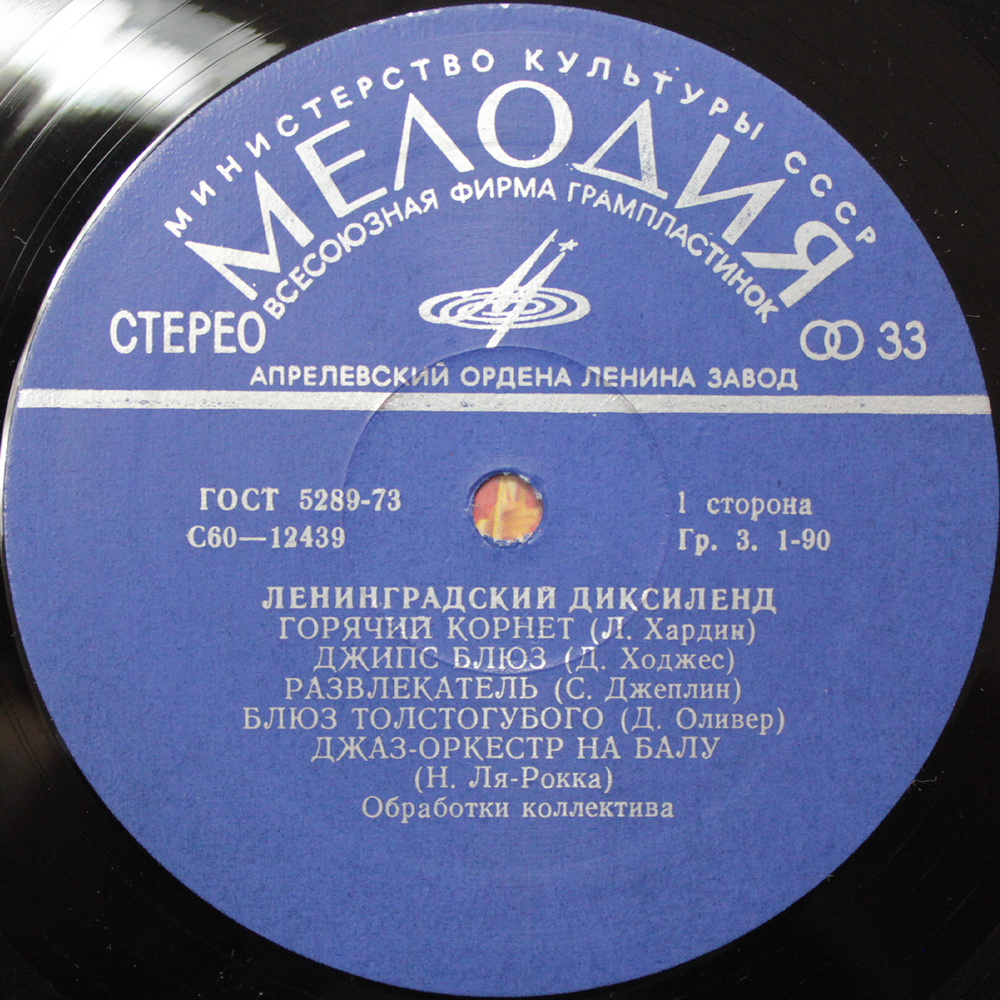 МИНИСТЕРСТВО КУЛЬТУРЫ СССР
МЕЛОДИЯ
ВСЕСОЮЗНАЯ ФИРМА ГРАМПЛАСТИНОК
СТЕРЕО
33
АПРЕЛЕВСКИЙ ОРДЕНА ЛЕНИНА ЗАВОД
ГОСТ 5289-73
1 сторона
С60—12439
Гр. 3. 1-90
ЛЕНИНГРАДСКИЙ ДИКСИЛЕНД
ГОРЯЧИЙ КОРНЕТ (Л. Хардин)
ДЖИПС БЛЮЗ (Д. Ходжес)
РАЗВЛЕКАТЕЛЬ (С. Джеплин)
БЛЮЗ ТОЛСТОГУБОГО (Д. Оливер)
ДЖАЗ-ОРКЕСТР НА БАЛУ
(Н. Ля-Рокка)
Обработки коллектива